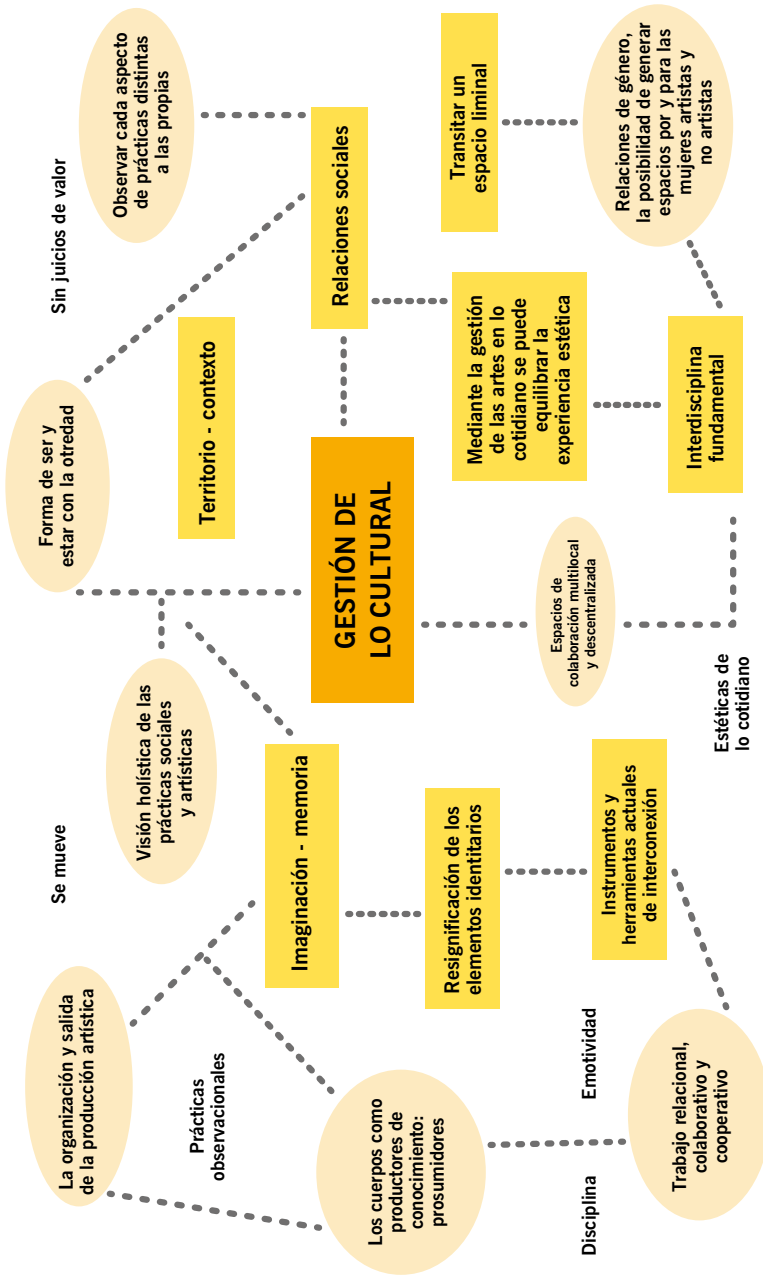 La organización y salida
de la producción artística
Se mueve
Visión holística de las
prácticas sociales
y artísticas
Forma de ser y
estar con la otredad
Sin juicios de valor
Observar cada aspecto
de prácticas distintas
a las propias
Prácticas
observacionales
Imaginación - memoria
Territorio - contexto
Relaciones sociales
Los cuerpos como
productores de
conocimiento:
prosumidores
Resignificación de los
elementos identitarios
GESTIÓN DE
LO CULTURAL
Mediante la gestión
de las artes en lo
cotidiano se puede
equilibrar la
experiencia estética
Transitar un
espacio liminal
Disciplina
Emotividad
Instrumentos y
herramientas actuales
de interconexión
Espacios de
colaboración multilocal
y descentralizada
Trabajo relacional,
colaborativo y
cooperativo
Estéticas de
lo cotidiano
Interdisciplina
fundamental
Relaciones de género,
la posibilidad de generar
espacios por y para las
mujeres artistas y
no artistas